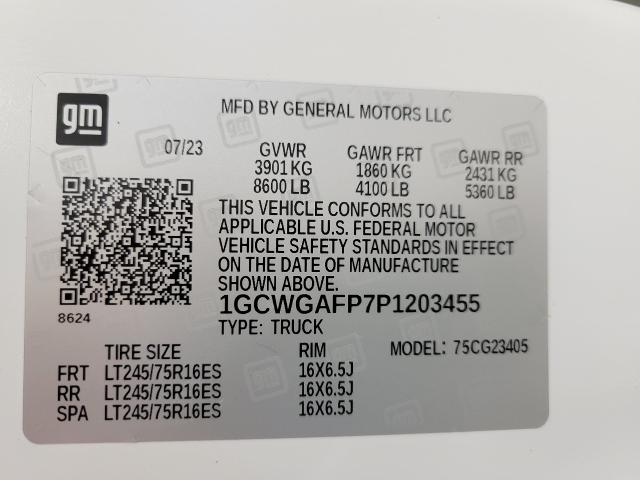 gm
MFD BY GENERAL MOTORS LLC
07/23 GVWR GAWR FRT GAWR RR
3901 KG 1860 KG 2431 KG
8600 LB 4100 LB 5360 LB
THIS VEHICLE CONFORMS TO ALL
APPLICABLE U.S. FEDERAL MOTOR
VEHICLE SAFETY STANDARDS IN EFFECT
ON THE DATE OF MANUFACTURE
SHOWN ABOVE.
8624
1GCWGAFP7P1203455
TYPE: TRUCK
TIRE SIZE RIM MODEL: 75CG23405
FRT LT245/75R16ES 16X6.5J
RR LT245/75R16ES 16X6.5J
SPA LT245/75R16ES 16X6.5J